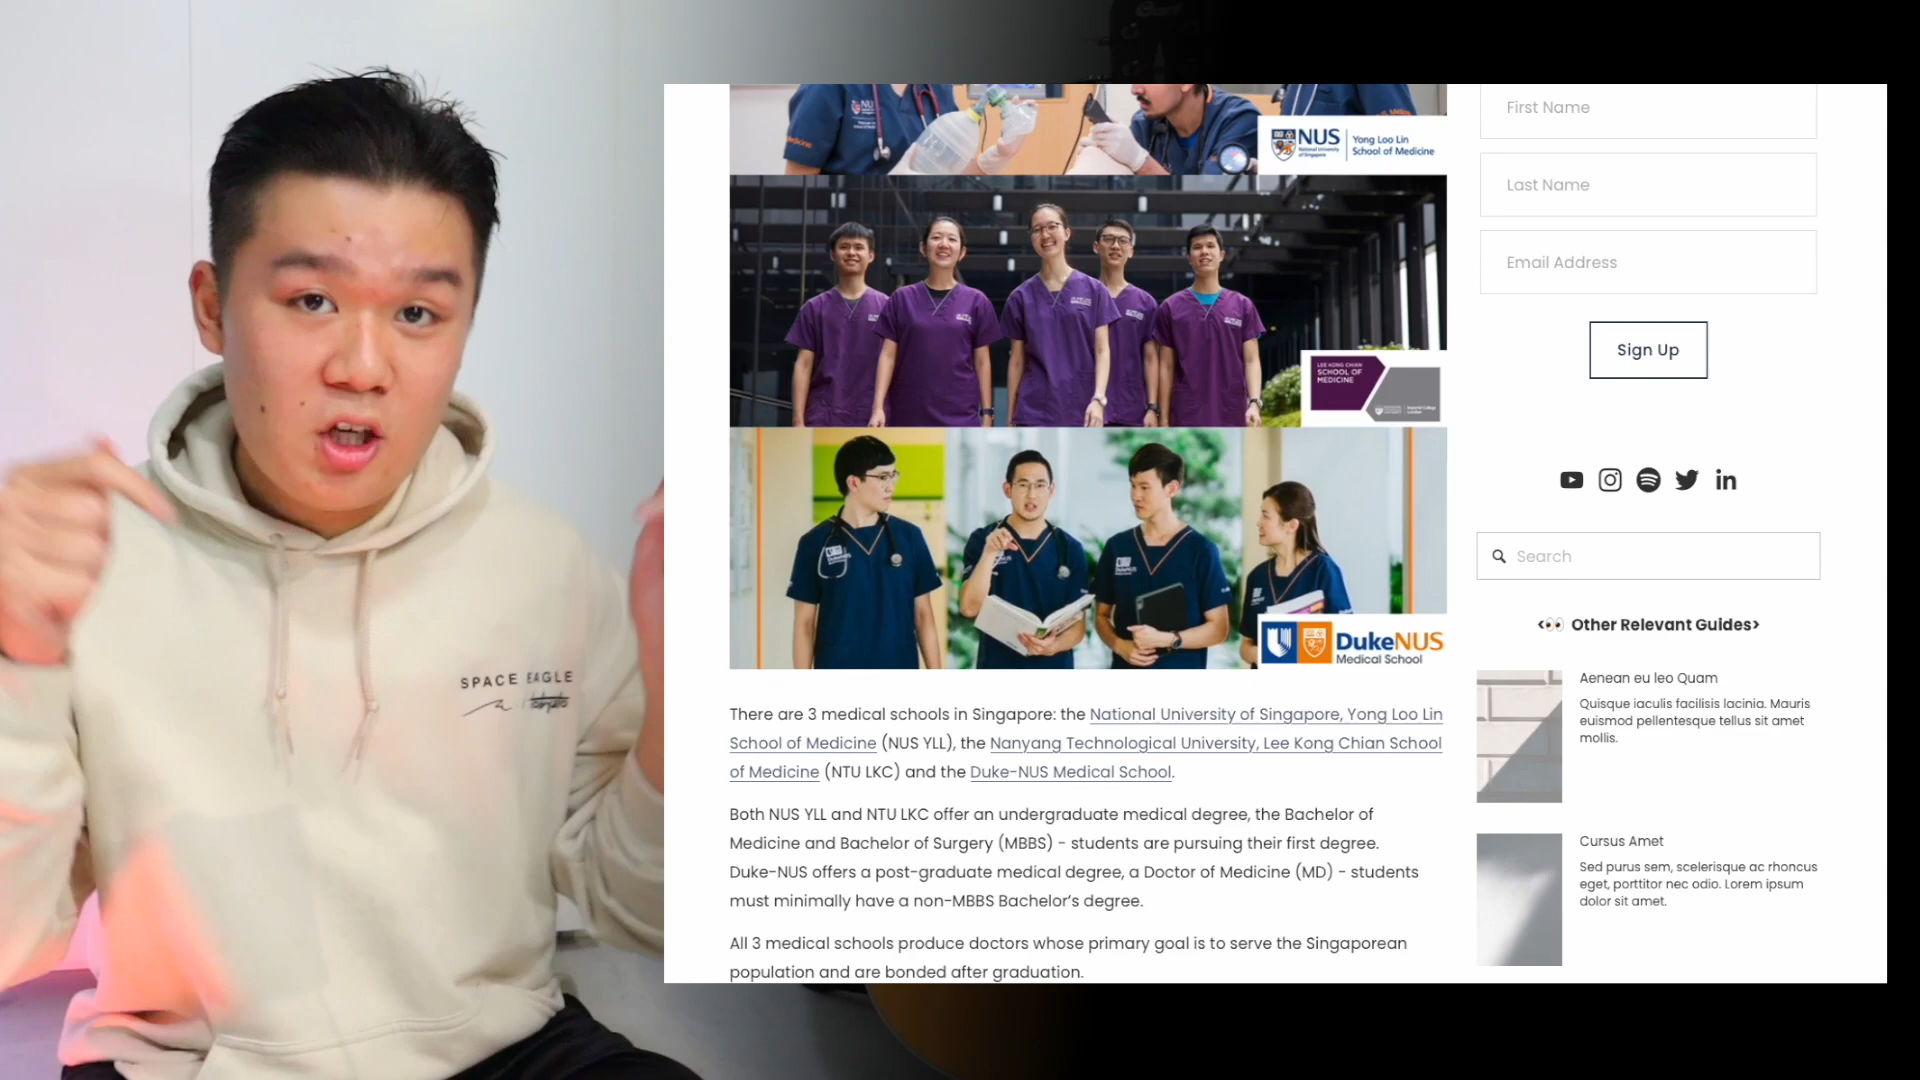 NUS
National University
of Singapore
Yong Loo Lin
School of Medicine
LEE KONG CHIAN
SCHOOL OF
MEDICINE
Imperial College
London
DukeNUS
Medical School
There are 3 medical schools in Singapore: the National University of Singapore, Yong Loo Lin
School of Medicine (NUS YLL), the Nanyang Technological University, Lee Kong Chian School
of Medicine (NTU LKC) and the Duke-NUS Medical School.
Both NUS YLL and NTU LKC offer an undergraduate medical degree, the Bachelor of
Medicine and Bachelor of Surgery (MBBS) - students are pursuing their first degree.
Duke-NUS offers a post-graduate medical degree, a Doctor of Medicine (MD) - students
must minimally have a non-MBBS Bachelor's degree.
All 3 medical schools produce doctors whose primary goal is to serve the Singaporean
population and are bonded after graduation.
First Name
Last Name
Email Address
Sign Up
Search
<👀 Other Relevant Guides>
Aenean eu leo Quam
Quisque iaculis facilisis lacinia. Mauris
euismod pellentesque tellus sit amet
mollis.
Cursus Amet
Sed purus sem, scelerisque ac rhoncus
eget, porttitor nec odio. Lorem ipsum
dolor sit amet.
SPACE EAGLE